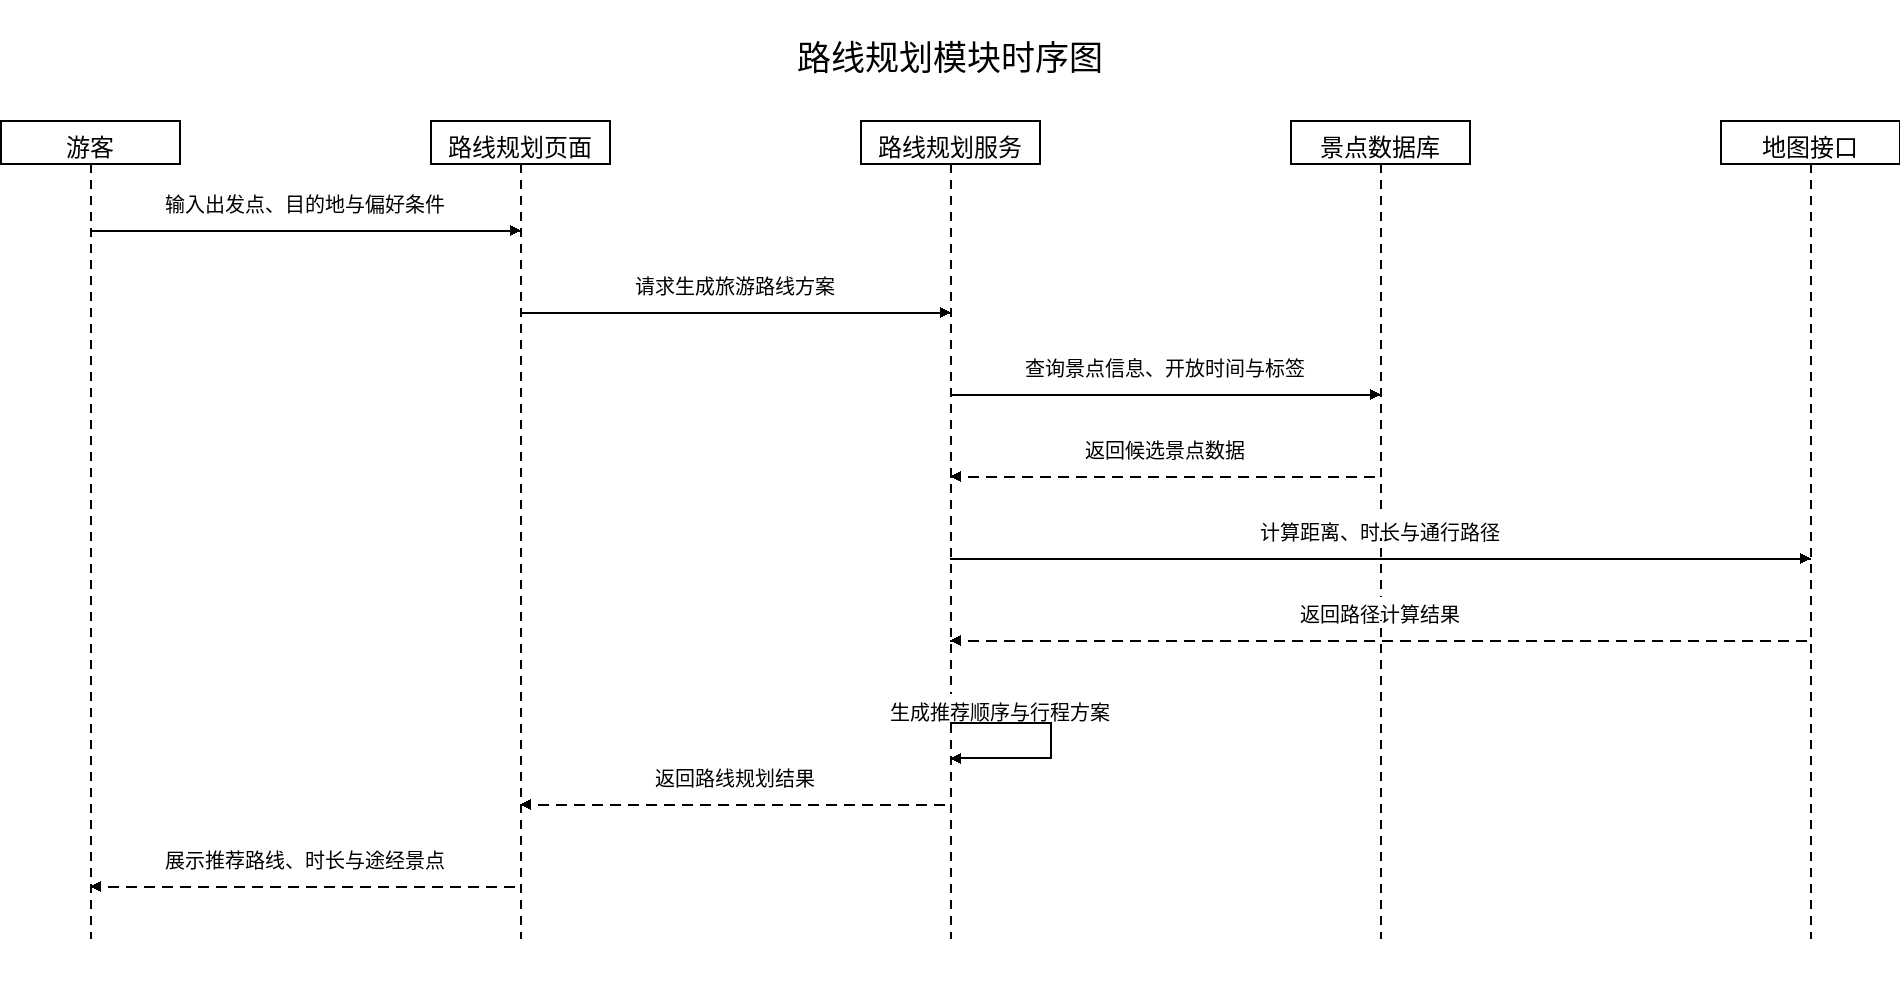 路线规划模块时序图
游客
路线规划页面
路线规划服务
景点数据库
地图接口
输入出发点、目的地与偏好条件
请求生成旅游路线方案
查询景点信息、开放时间与标签
返回候选景点数据
计算距离、时长与通行路径
返回路径计算结果
生成推荐顺序与行程方案
返回路线规划结果
展示推荐路线、时长与途经景点